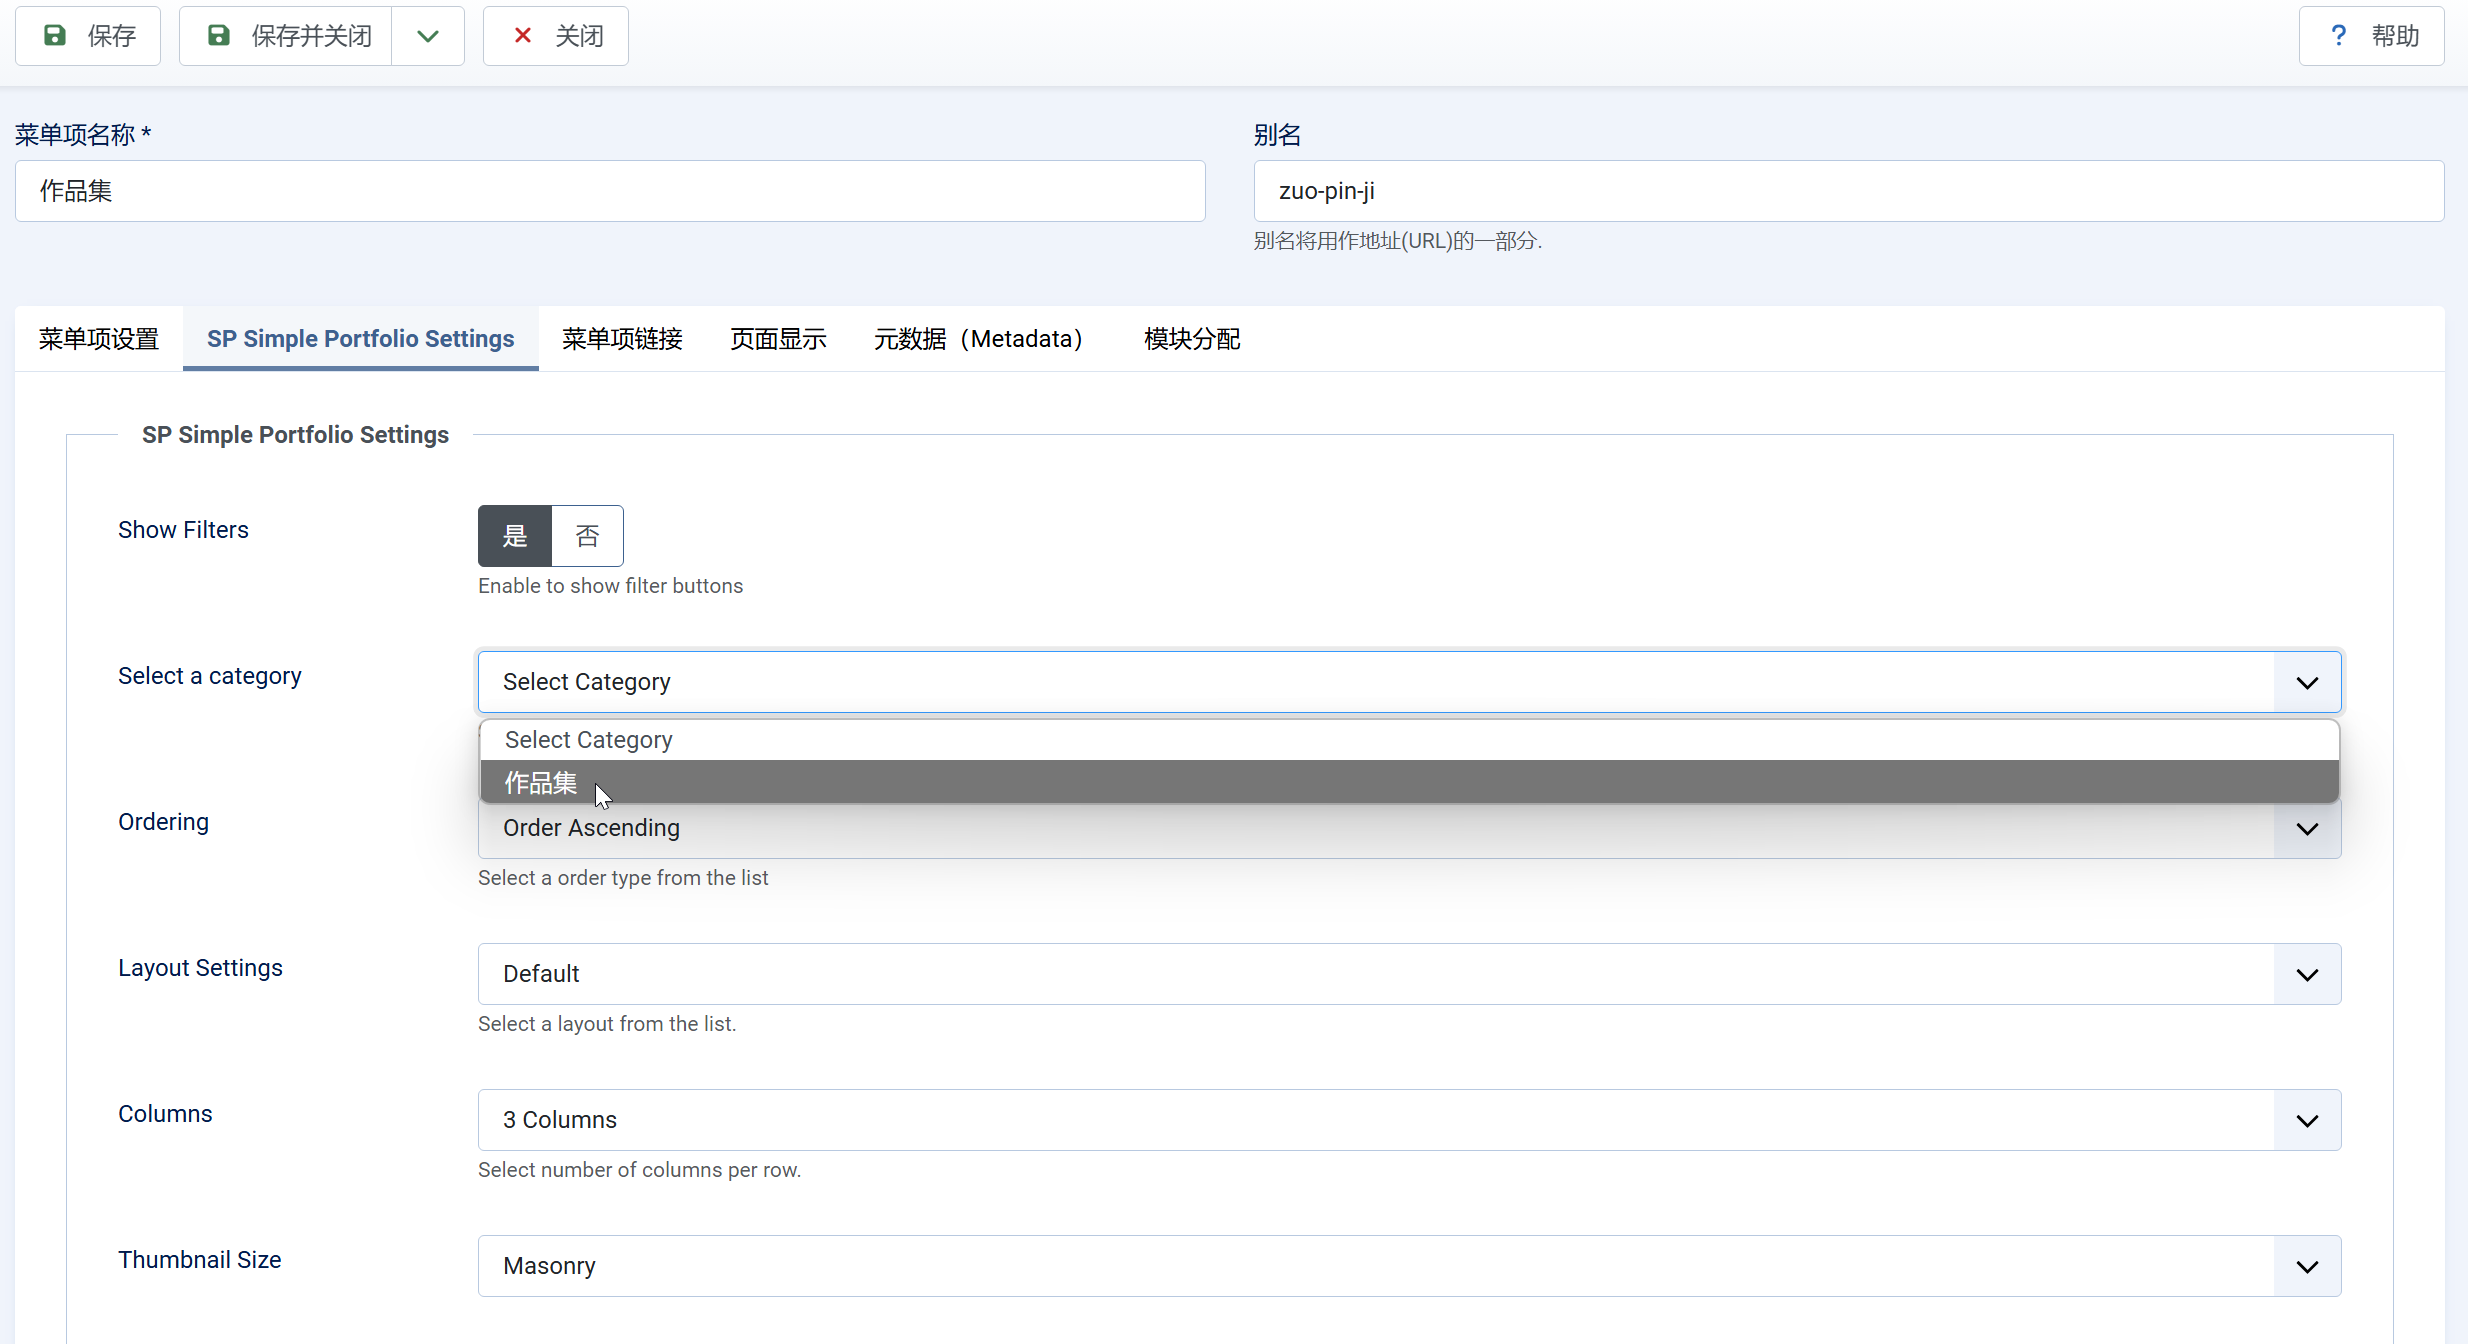 保存
保存并关闭
关闭
? 帮助
菜单项名称 *
别名
作品集
zuo-pin-ji
别名将用作地址(URL)的一部分.
菜单项设置
SP Simple Portfolio Settings
菜单项链接
页面显示
元数据（Metadata）
模块分配
SP Simple Portfolio Settings
Show Filters
是
否
Enable to show filter buttons
Select a category
Select Category
Select Category
作品集
Ordering
Order Ascending
Select a order type from the list
Layout Settings
Default
Select a layout from the list.
Columns
3 Columns
Select number of columns per row.
Thumbnail Size
Masonry